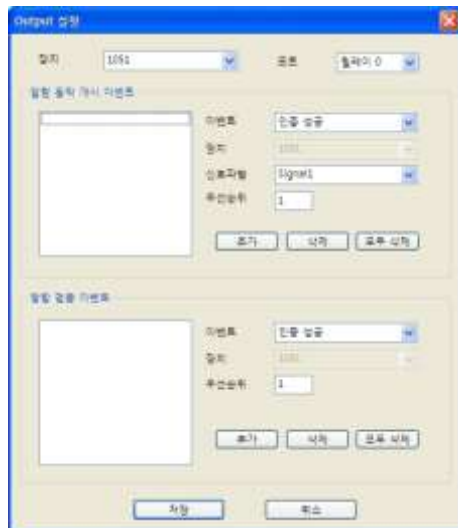 Output 설정
장치 1051 포트 릴레이 0
알람 동작 개시 이벤트
이벤트 인증 성공
장치 1051
신호파형 Signal1
우선순위 1
추가 삭제 모두 삭제
알람 검출 이벤트
이벤트 인증 성공
장치 1051
우선순위 1
추가 삭제 모두 삭제
저장 취소